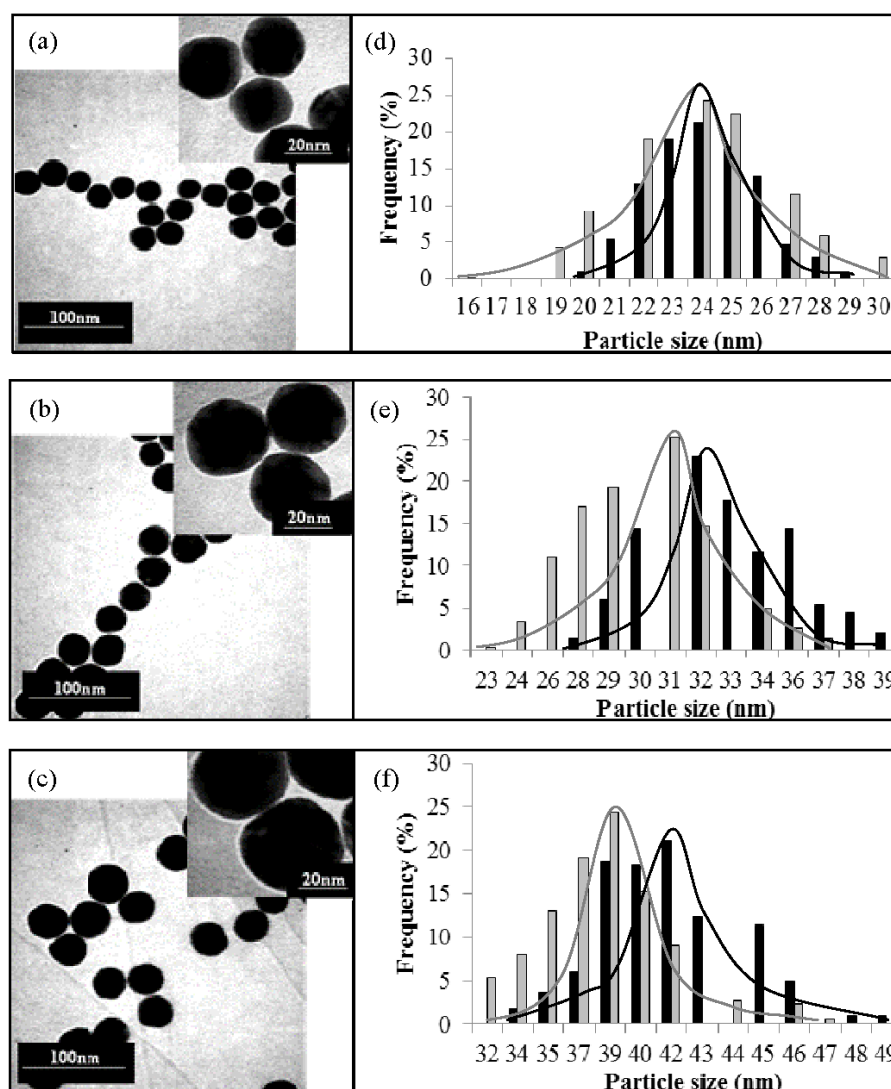 (a)
20nm
100nm
(d)
30
25
20
15
10
5
0
Frequency (%)
16 17 18 19 20 21 22 23 24 25 26 27 28 29 30
Particle size (nm)
(b)
20nm
100nm
(e)
30
25
20
15
10
5
0
Frequency (%)
23 24 26 28 29 30 31 32 33 34 36 37 38 39
Particle size (nm)
(c)
20nm
100nm
(f)
30
25
20
15
10
5
0
Frequency (%)
32 34 35 37 39 40 42 43 44 45 46 47 48 49
Particle size (nm)